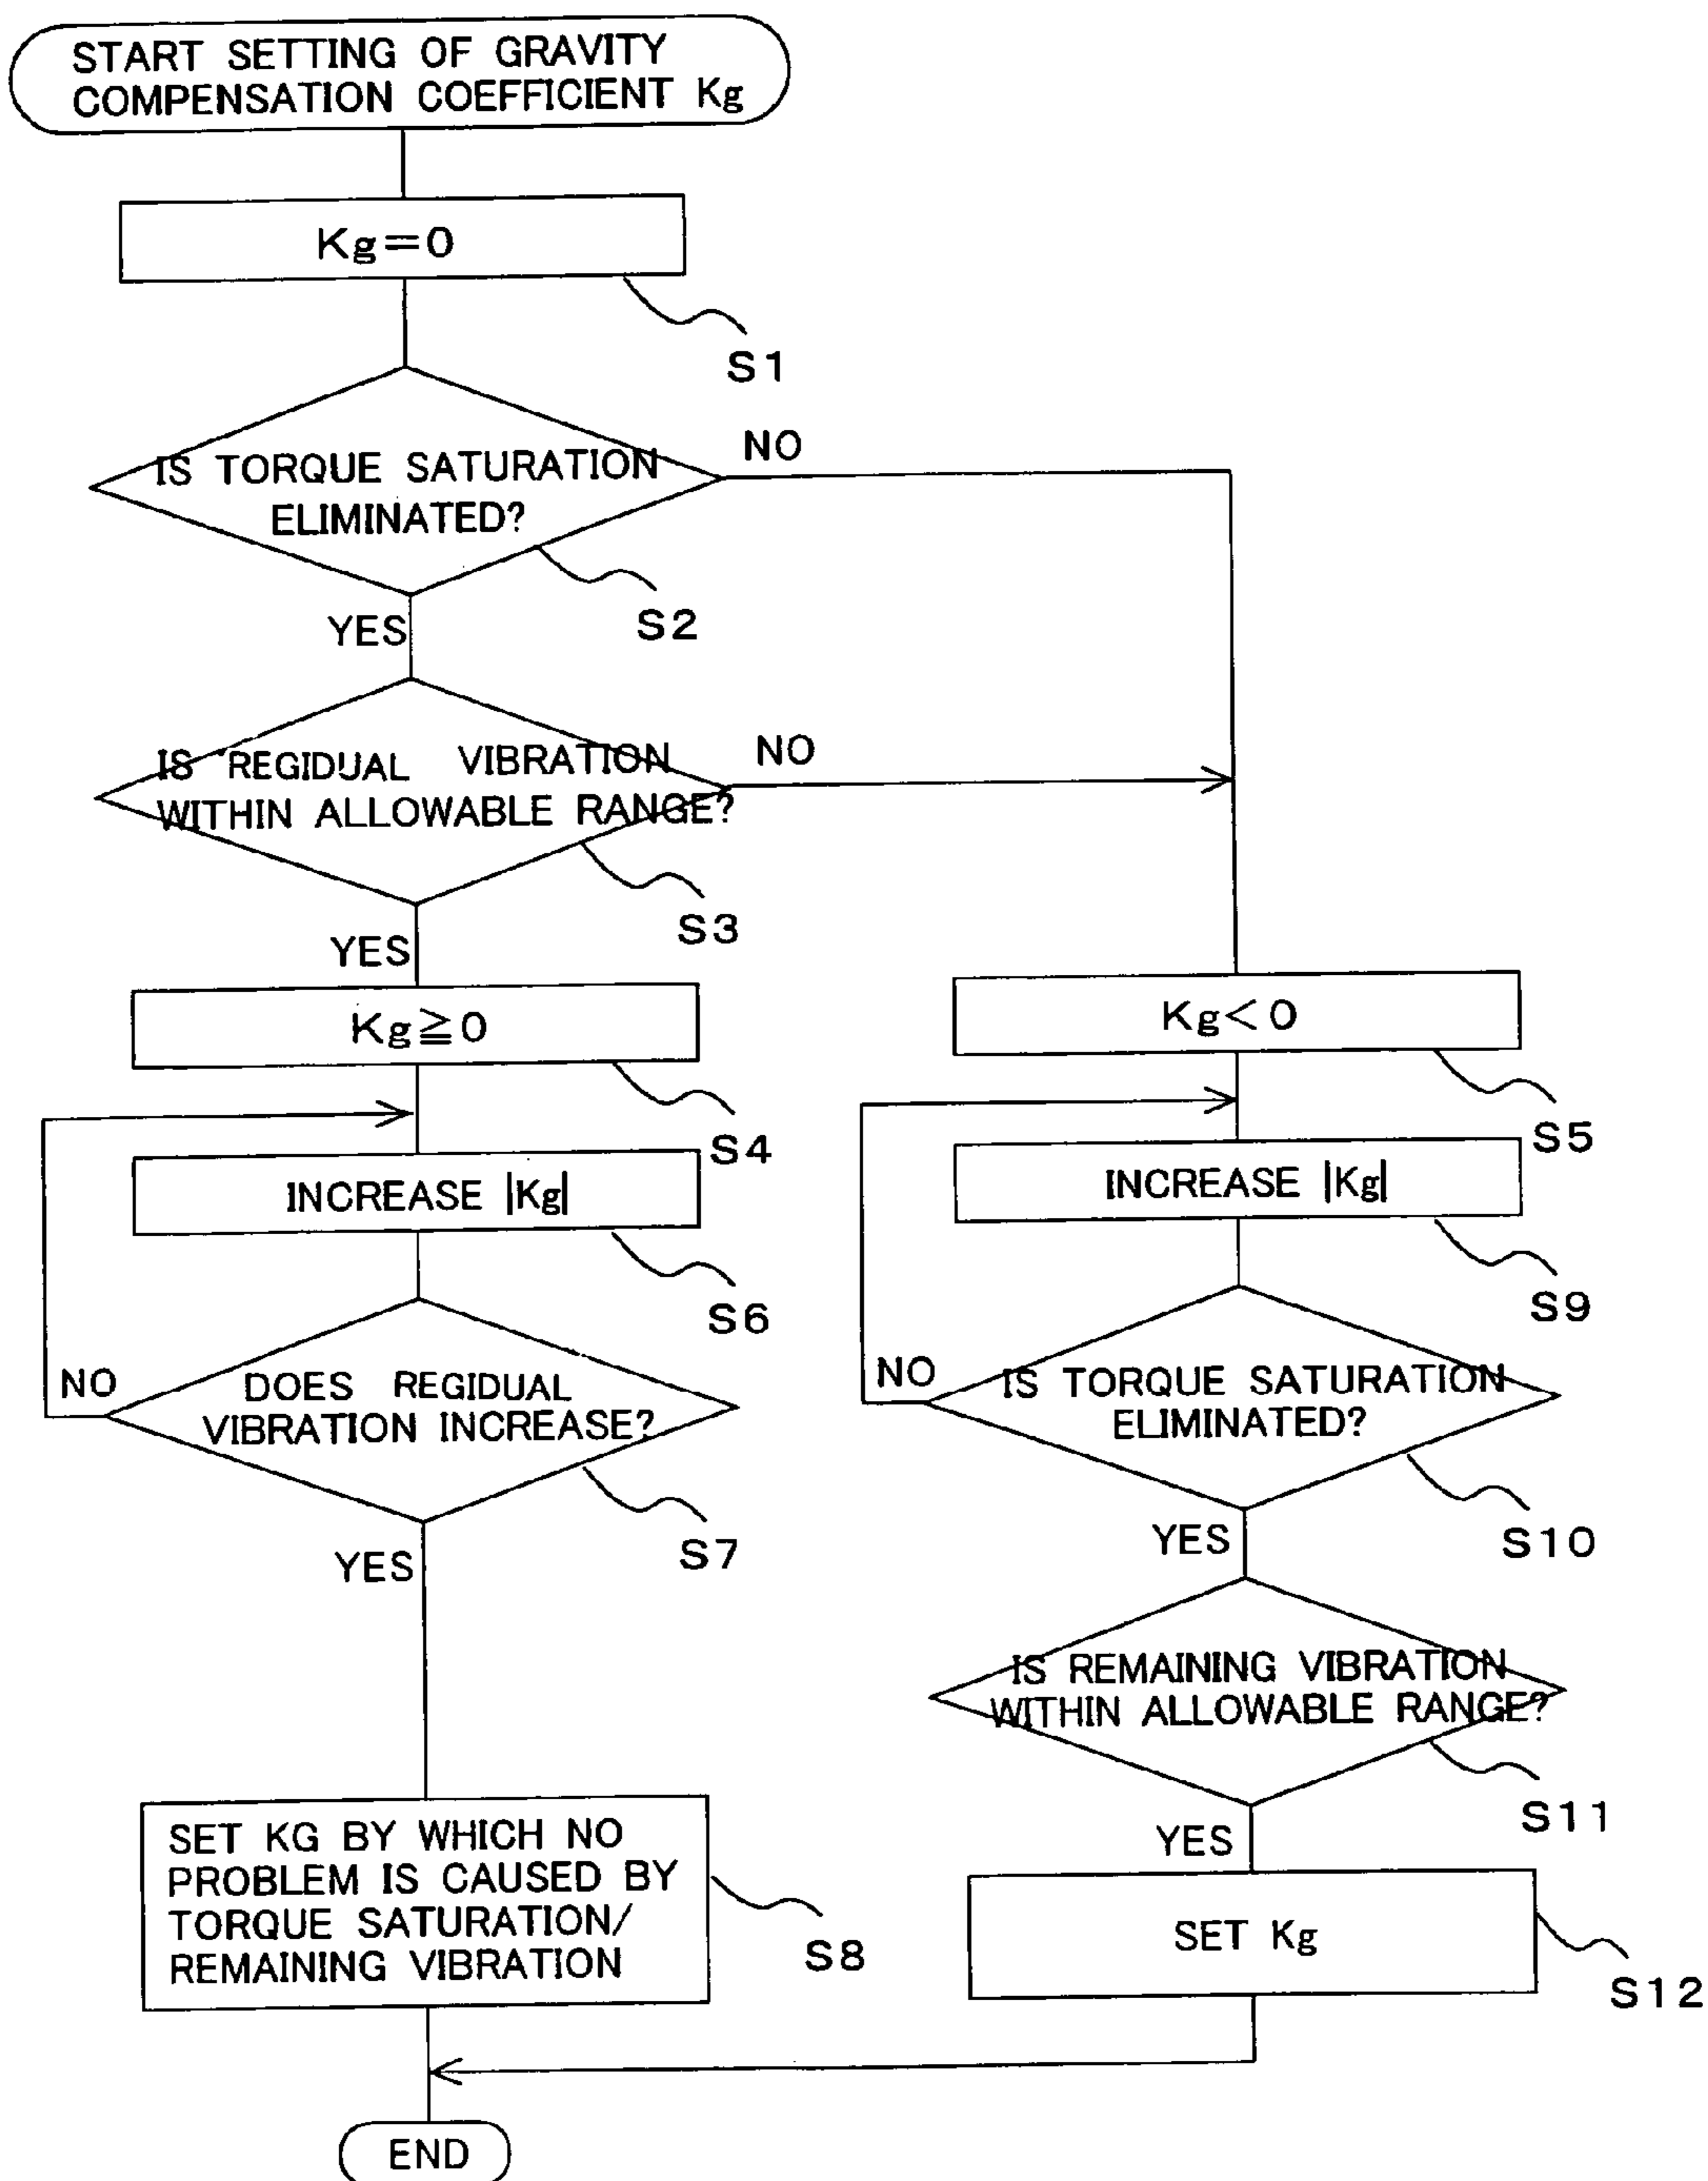 START SETTING OF GRAVITY
COMPENSATION COEFFICIENT Kg
Kg=0
S1
IS TORQUE SATURATION
ELIMINATED?
NO
S2
YES
IS REGIDUAL VIBRATION
WITHIN ALLOWABLE RANGE?
NO
S3
YES
Kg≧0
S4
INCREASE |Kg|
S6
DOES REGIDUAL
VIBRATION INCREASE?
NO
S7
YES
SET KG BY WHICH NO
PROBLEM IS CAUSED BY
TORQUE SATURATION/
REMAINING VIBRATION
S8
Kg<0
S5
INCREASE |Kg|
S9
IS TORQUE SATURATION
ELIMINATED?
NO
S10
YES
IS REMAINING VIBRATION
WITHIN ALLOWABLE RANGE?
S11
YES
SET Kg
S12
END